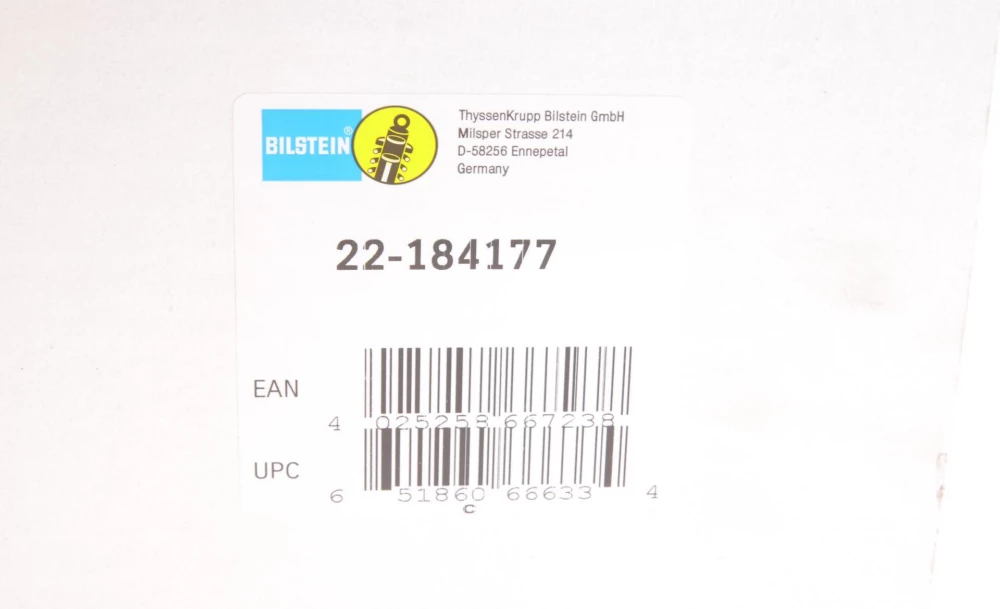 BILSTEIN®
ThyssenKrupp Bilstein GmbH
Milsper Strasse 214
D-58256 Ennepetal
Germany
22-184177
EAN
4 025258 667238
UPC
6 51860 66633 4
C